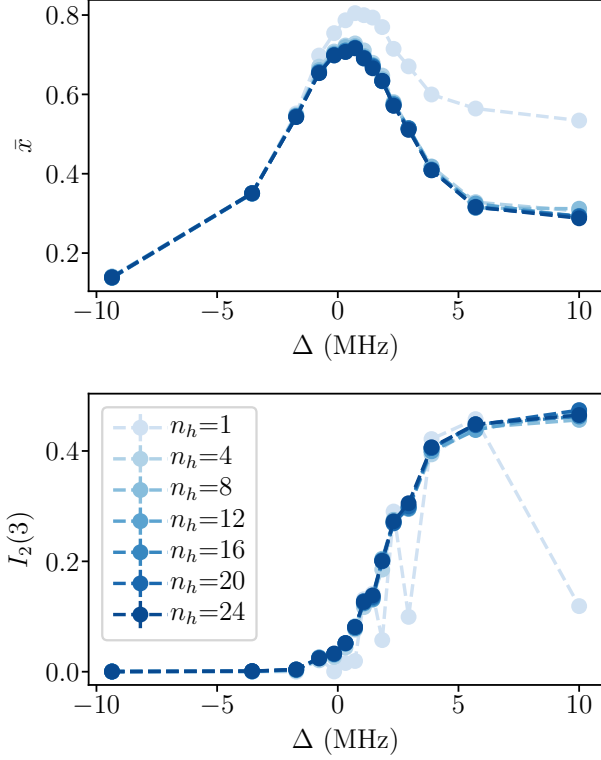 0.8
0.6
x̄
0.4
0.2
−10 −5 0 5 10
Δ (MHz)
n_h=1
n_h=4
n_h=8
n_h=12
n_h=16
n_h=20
n_h=24
0.4
I_2(3)
0.2
0.0
−10 −5 0 5 10
Δ (MHz)